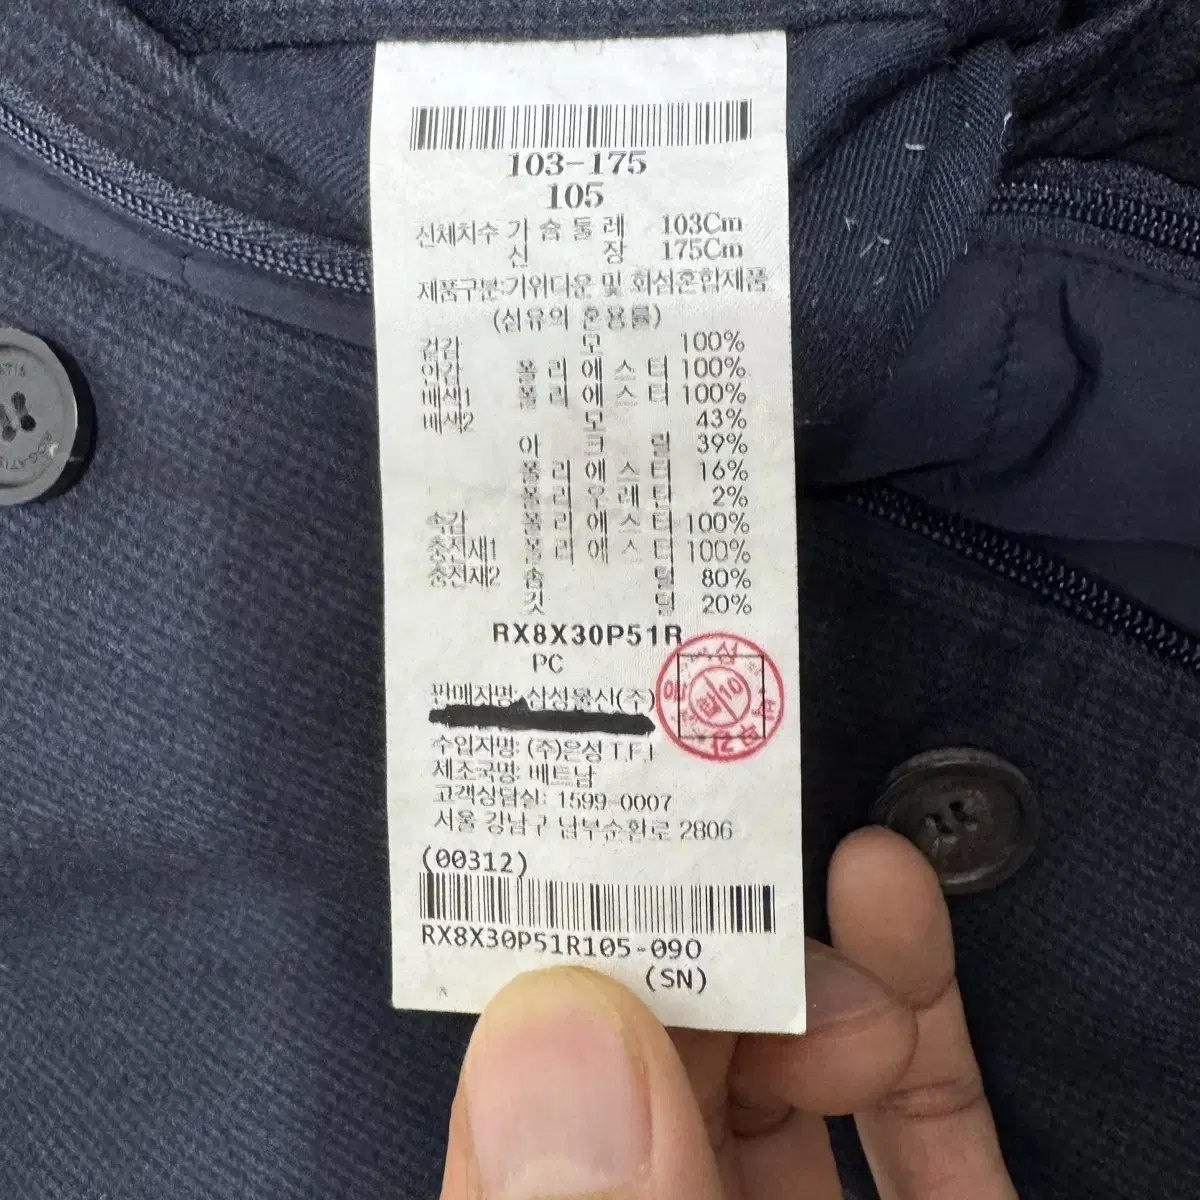 103-175
105
신체치수 가 슴 둘 레 103Cm
신 장 175Cm
제품구분:거위다운 및 화섬혼합제품
(섬유의 혼용률)
겉감 모 100%
안감 폴 리 에 스 터 100%
배색1 폴 리 에 스 터 100%
배색2 모 43%
아 크 릴 39%
폴 리 에 스 터 16%
폴 리 우 레 탄 2%
속감 폴 리 에 스 터 100%
충전재1 폴 리 에 스 터 100%
충전재2 솜 털 80%
깃 털 20%
RX8X30P51R
PC
판매자명: 삼성물산(주)
수입자명: (주)은성 T.F.I
제조국명: 베트남
고객상담실: 1599-0007
서울 강남구 남부순환로 2806
(00312)
RX8X30P51R105-090
(SN)
10